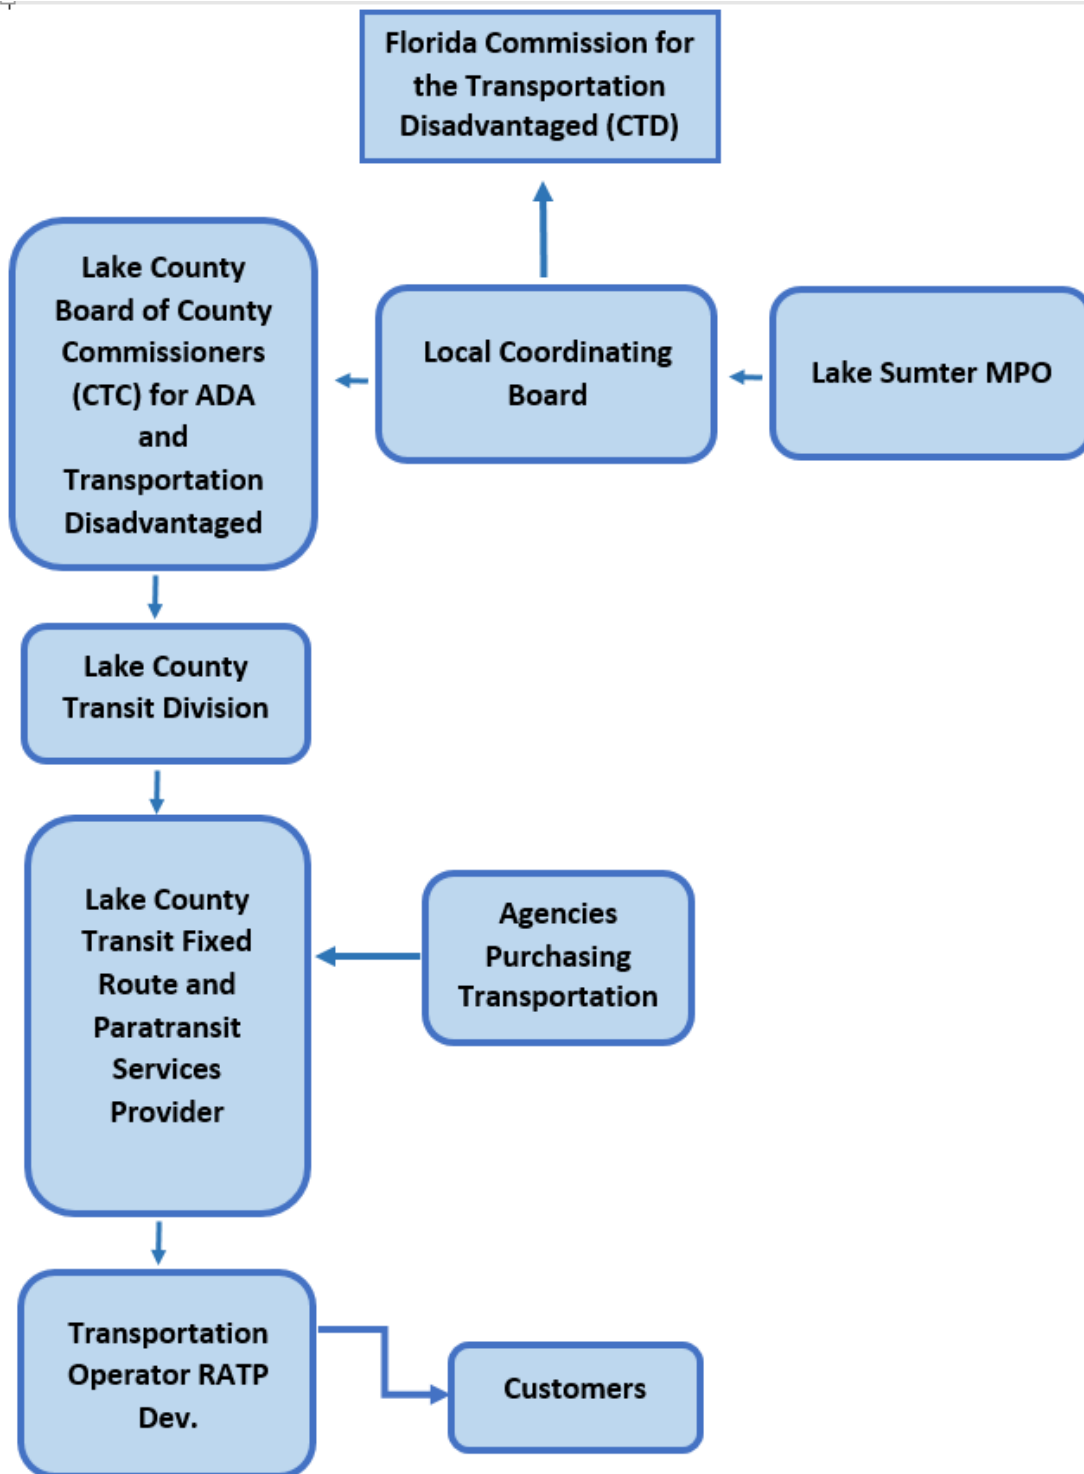 Florida Commission for
the Transportation
Disadvantaged (CTD)
Lake County
Board of County
Commissioners
(CTC) for ADA
and
Transportation
Disadvantaged
Local Coordinating
Board
Lake Sumter MPO
Lake County
Transit Division
Lake County
Transit Fixed
Route and
Paratransit
Services
Provider
Agencies
Purchasing
Transportation
Transportation
Operator RATP
Dev.
Customers